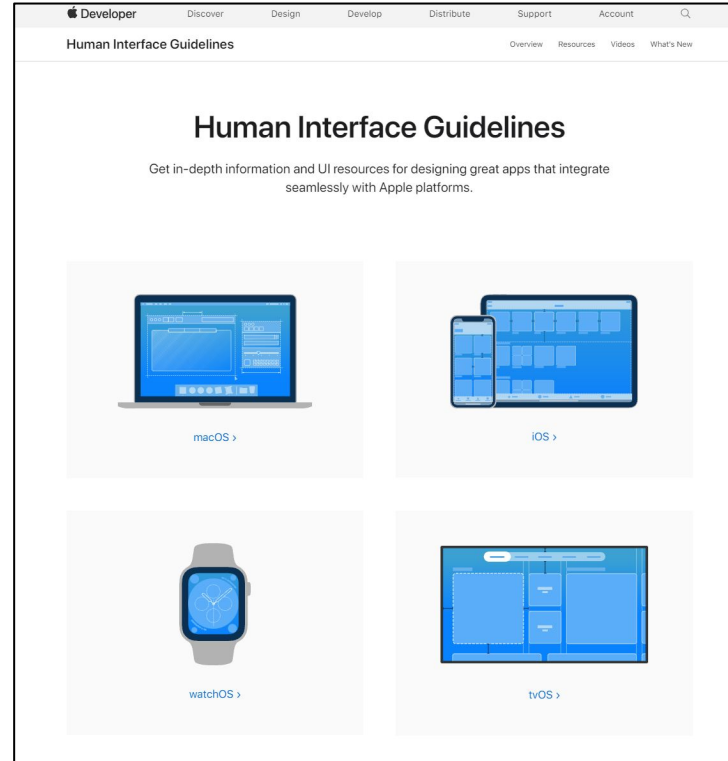 Developer Discover Design Develop Distribute Support Account
Human Interface Guidelines Overview Resources Videos What's New
Human Interface Guidelines
Get in-depth information and UI resources for designing great apps that integrate
seamlessly with Apple platforms.
macOS ›
iOS ›
watchOS ›
tvOS ›